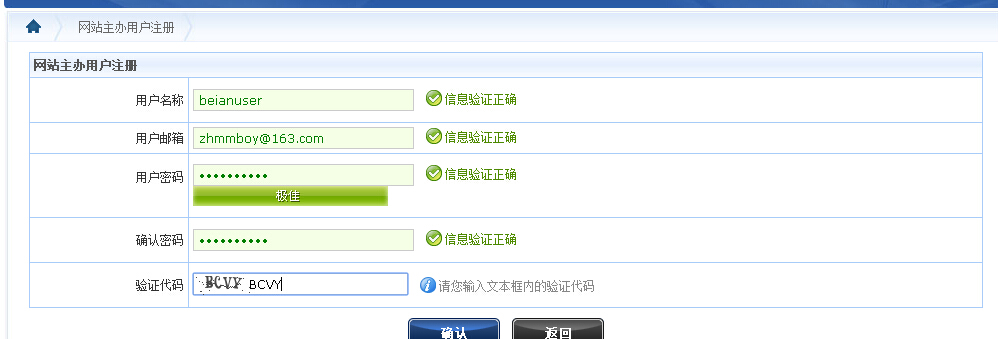 网站主办用户注册
网站主办用户注册
用户名称 beianuser 信息验证正确
用户邮箱 zhmmboy@163.com 信息验证正确
用户密码 •••••••••• 信息验证正确
极佳
确认密码 •••••••••• 信息验证正确
验证代码 BCVY BCVY 请您输入文本框内的验证代码
确认 返回